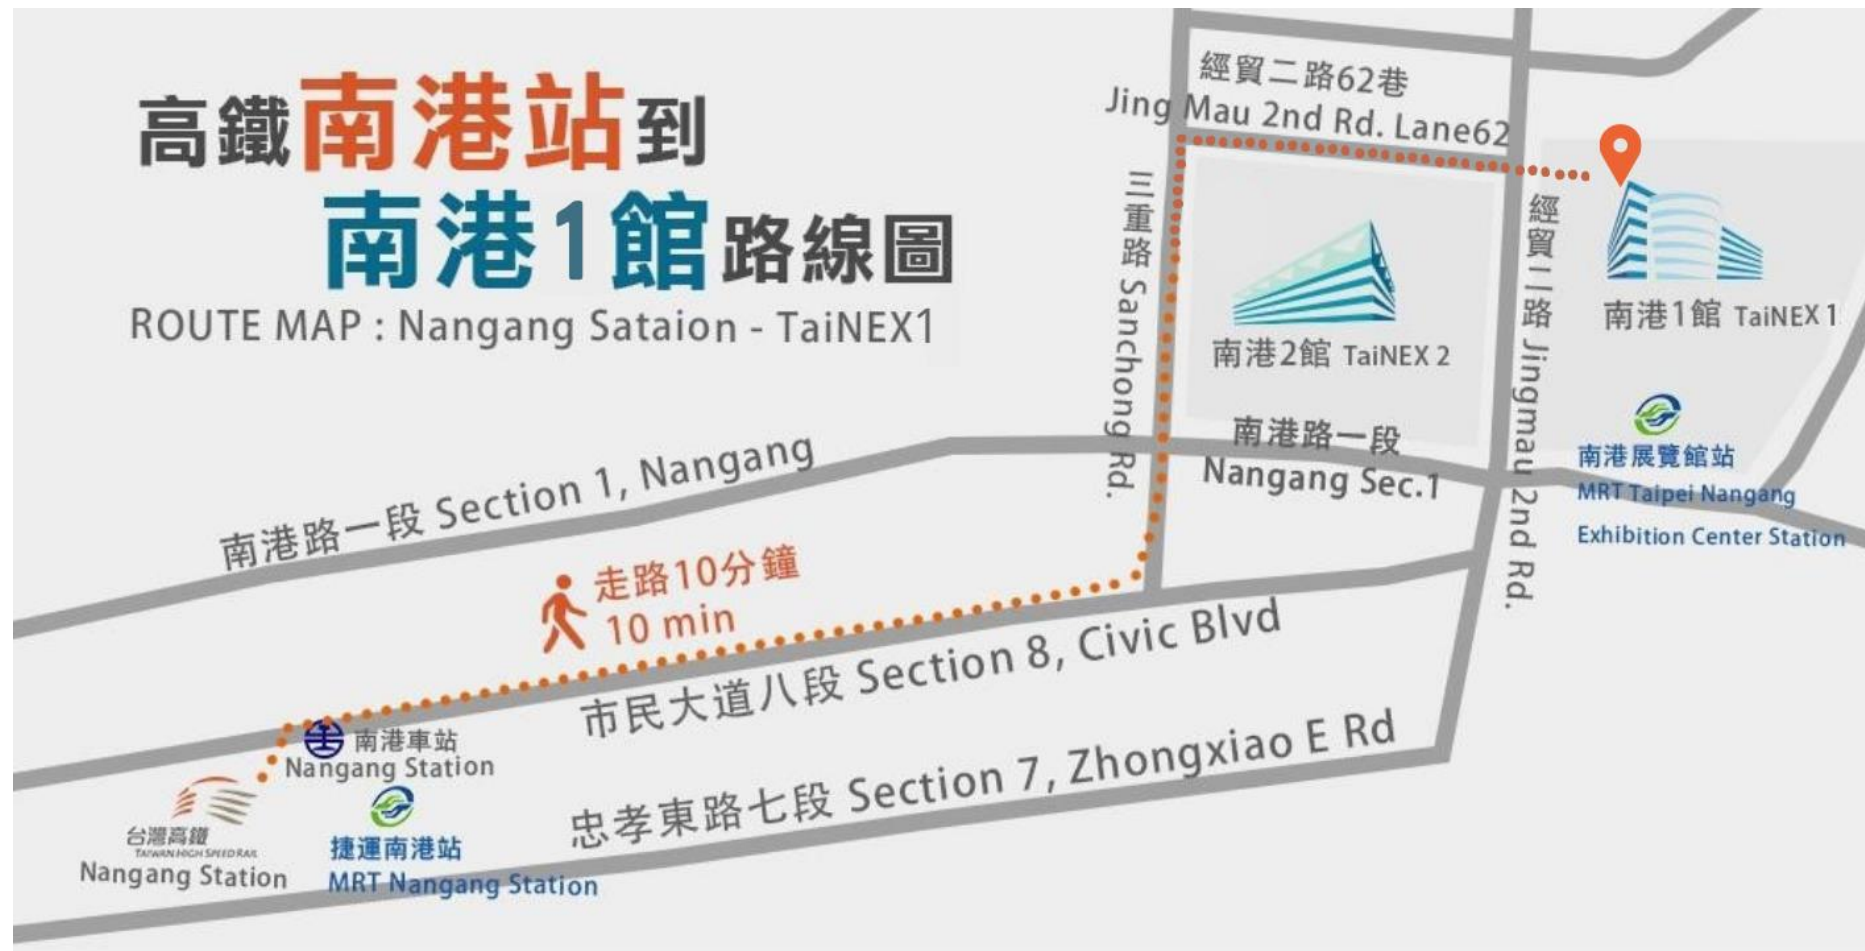 高鐵南港站到
南港1館路線圖
ROUTE MAP : Nangang Sataion - TaiNEX1
經貿二路62巷
Jing Mau 2nd Rd. Lane62
三重路 Sanchong Rd.
經貿二路 Jingmau 2nd Rd.
南港1館 TaiNEX 1
南港2館 TaiNEX 2
南港路一段
Nangang Sec.1
南港展覽館站
MRT Taipei Nangang
Exhibition Center Station
南港路一段 Section 1, Nangang
走路10分鐘
10 min
市民大道八段 Section 8, Civic Blvd
南港車站
Nangang Station
忠孝東路七段 Section 7, Zhongxiao E Rd
台灣高鐵
TAIWAN HIGH SPEED RAIL
Nangang Station
捷運南港站
MRT Nangang Station